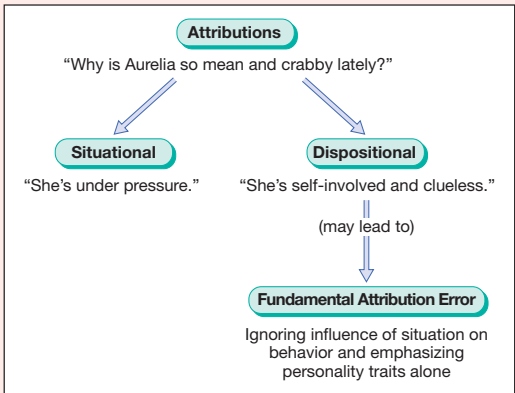 Attributions
“Why is Aurelia so mean and crabby lately?”
Situational
“She’s under pressure.”
Dispositional
“She’s self-involved and clueless.”
(may lead to)
Fundamental Attribution Error
Ignoring influence of situation on
behavior and emphasizing
personality traits alone